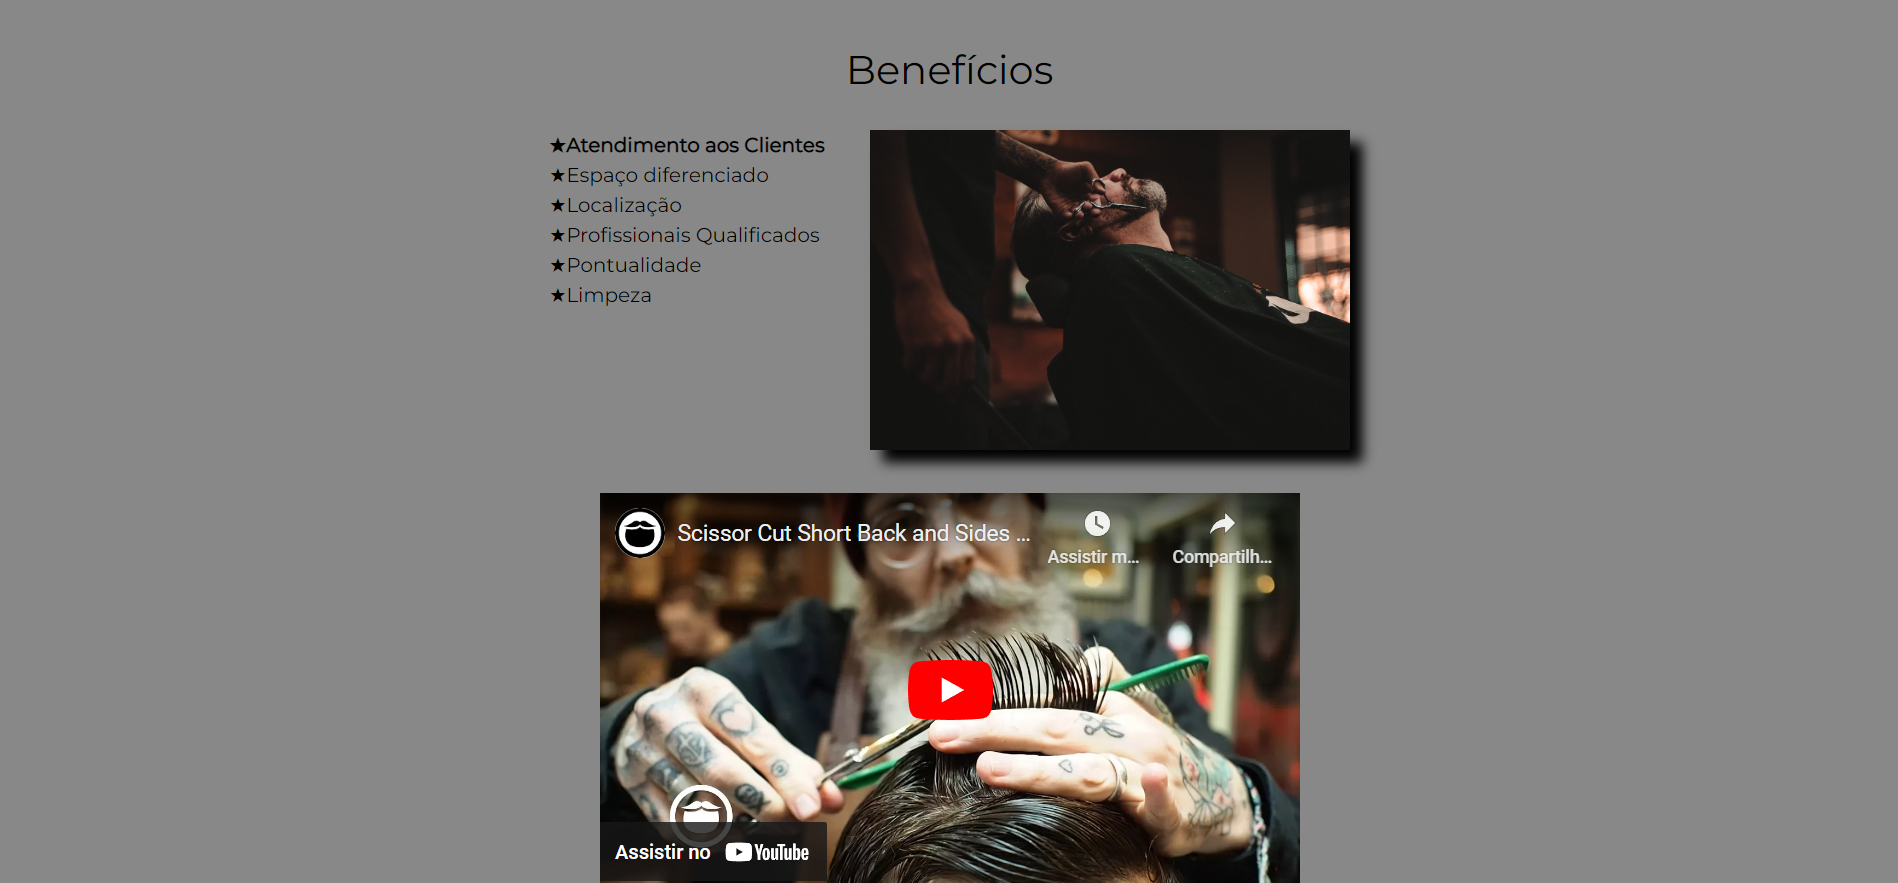 Benefícios
★Atendimento aos Clientes
★Espaço diferenciado
★Localização
★Profissionais Qualificados
★Pontualidade
★Limpeza
Scissor Cut Short Back and Sides ...
Assistir m...
Compartilh...
Assistir no YouTube